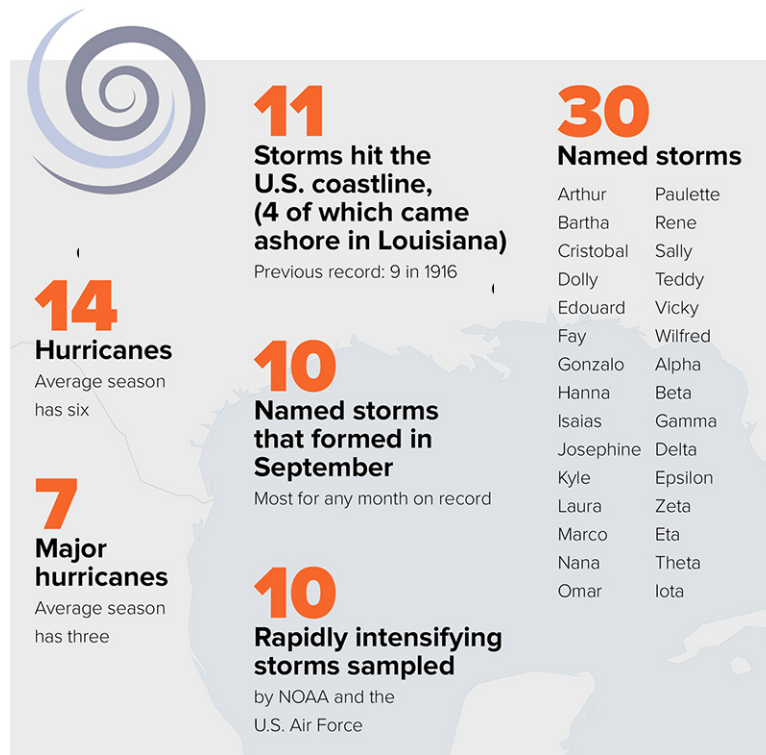 14
Hurricanes
Average season
has six
7
Major
hurricanes
Average season
has three
11
Storms hit the
U.S. coastline,
(4 of which came
ashore in Louisiana)
Previous record: 9 in 1916
10
Named storms
that formed in
September
Most for any month on record
10
Rapidly intensifying
storms sampled
by NOAA and the
U.S. Air Force
30
Named storms
Arthur
Bartha
Cristobal
Dolly
Edouard
Fay
Gonzalo
Hanna
Isaias
Josephine
Kyle
Laura
Marco
Nana
Omar
Paulette
Rene
Sally
Teddy
Vicky
Wilfred
Alpha
Beta
Gamma
Delta
Epsilon
Zeta
Eta
Theta
Iota